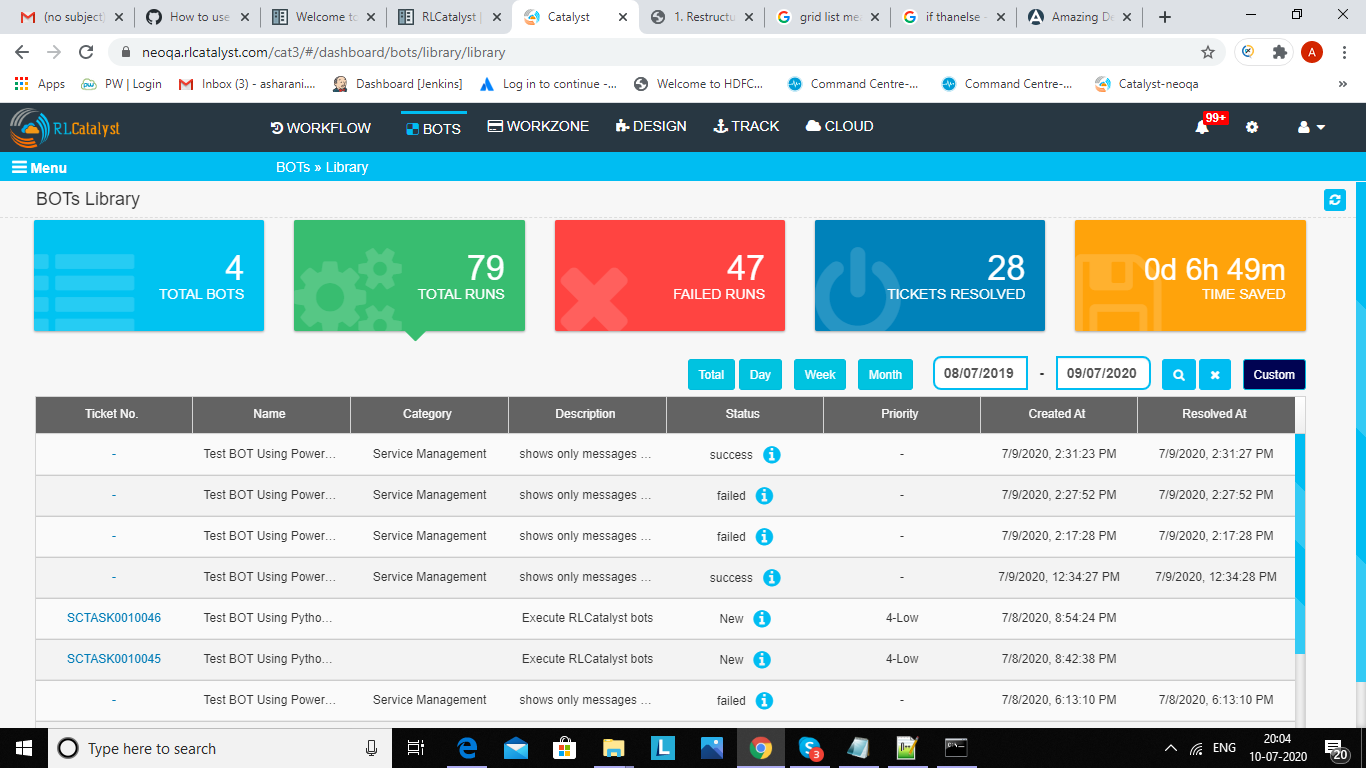 (no subject)
How to use
Welcome to
RLCatalyst |
Catalyst
1. Restructu
grid list me
if thanelse -
Amazing De
neoqa.rlcatalyst.com/cat3/#/dashboard/bots/library/library
A
Apps
PW | Login
Inbox (3) - asharani....
Dashboard [Jenkins]
Log in to continue -...
Welcome to HDFC...
Command Centre-...
Command Centre-...
Catalyst-neoqa
»
RLCatalyst
WORKFLOW
BOTS
WORKZONE
DESIGN
TRACK
CLOUD
99+
Menu
BOTs » Library
BOTs Library
4
TOTAL BOTS
79
TOTAL RUNS
47
FAILED RUNS
28
TICKETS RESOLVED
0d 6h 49m
TIME SAVED
Total Day Week Month 08/07/2019 - 09/07/2020 Custom
Ticket No. Name Category Description Status Priority Created At Resolved At
- Test BOT Using Power... Service Management shows only messages ... success - 7/9/2020, 2:31:23 PM 7/9/2020, 2:31:27 PM
- Test BOT Using Power... Service Management shows only messages ... failed - 7/9/2020, 2:27:52 PM 7/9/2020, 2:27:52 PM
- Test BOT Using Power... Service Management shows only messages ... failed - 7/9/2020, 2:17:28 PM 7/9/2020, 2:17:28 PM
- Test BOT Using Power... Service Management shows only messages ... success - 7/9/2020, 12:34:27 PM 7/9/2020, 12:34:28 PM
SCTASK0010046 Test BOT Using Pytho... Execute RLCatalyst bots New 4-Low 7/8/2020, 8:54:24 PM
SCTASK0010045 Test BOT Using Pytho... Execute RLCatalyst bots New 4-Low 7/8/2020, 8:42:38 PM
- Test BOT Using Power... Service Management shows only messages ... failed - 7/8/2020, 6:13:10 PM 7/8/2020, 6:13:10 PM
Type here to search
L
3
ENG
20:04
10-07-2020
20